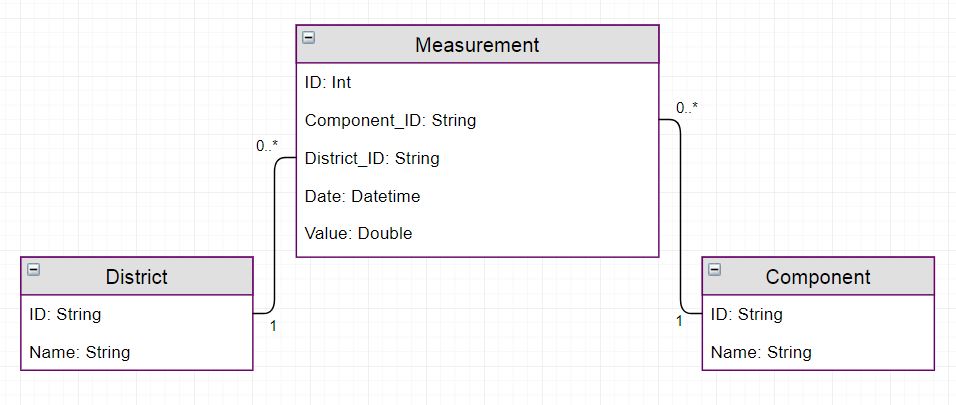 Measurement
ID: Int
Component_ID: String
District_ID: String
Date: Datetime
Value: Double
0..*
0..*
District
ID: String
Name: String
1
Component
ID: String
Name: String
1